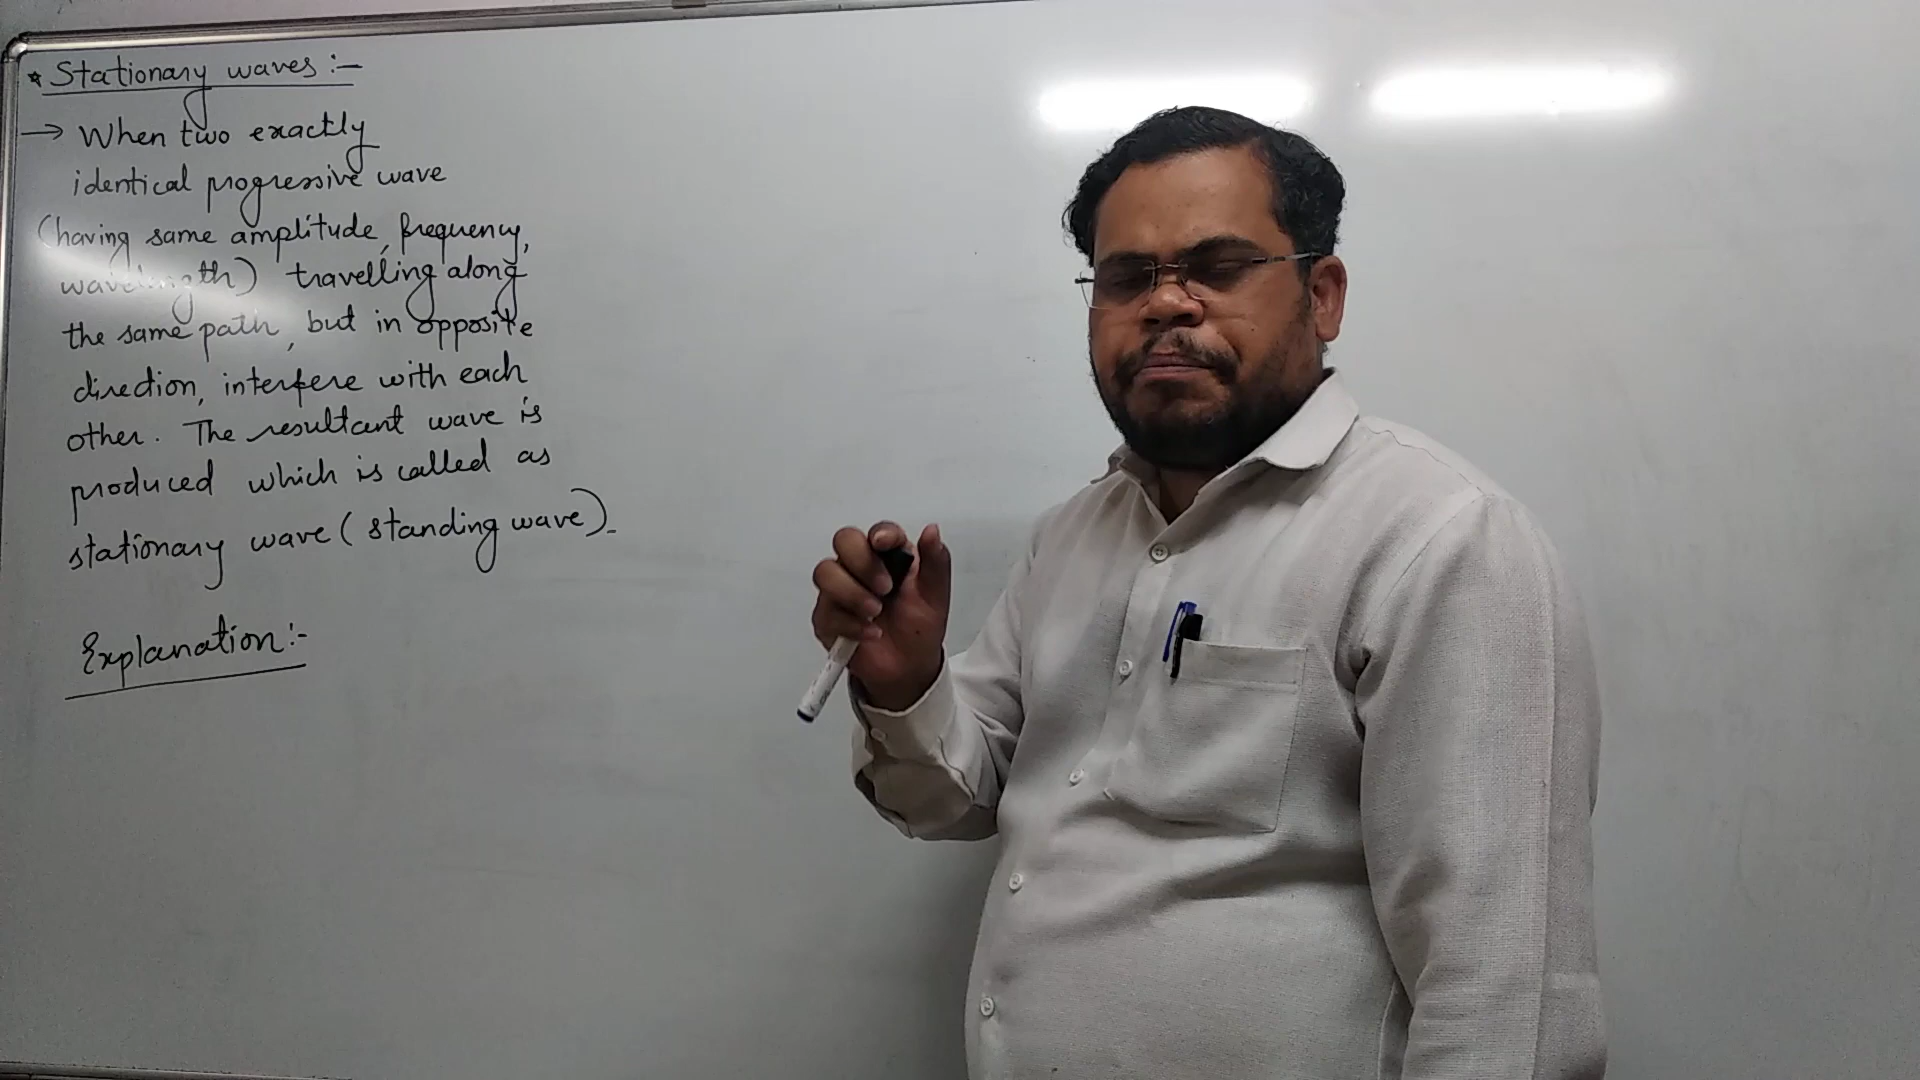 * Stationary waves :-
→ When two exactly
identical progressive wave
(having same amplitude, frequency,
wavelength) travelling along
the same path, but in opposite
direction, interfere with each
other. The resultant wave is
produced which is called as
stationary wave (standing wave).
Explanation :-